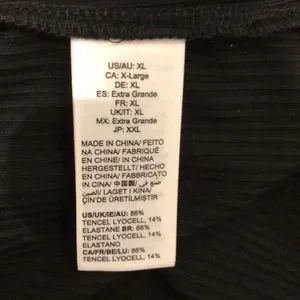 US/AU: XL
CA: X-Large
DE: XL
ES: Extra Grande
FR: XL
UK/IT: XL
MX: Extra Grande
JP: XXL
MADE IN CHINA/ FEITO
NA CHINA/ FABRIQUÉ
EN CHINE/ IN CHINA
HERGESTELLT/ HECHO
EN CHINA/ FABBRICATO
IN CINA/ 中国製/ صنع في
الصين/ LAGET I KINA/
ÇİN'DE ÜRETİLMİŞTİR
US/UK/IE/AU: 86%
TENCEL LYOCELL, 14%
ELASTANE BR: 86%
TENCEL LYOCELL, 14%
ELASTANO
CA/FR/BE/LU: 86%
TENCEL LYOCELL, 14%